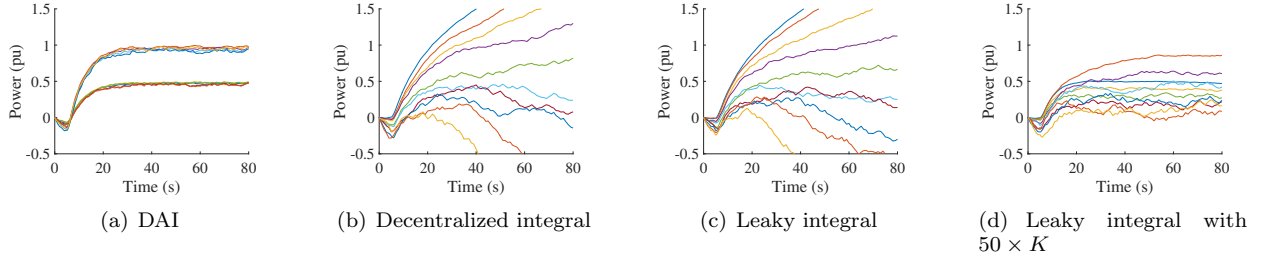 1.5
1
0.5
0
-0.5
Power (pu)
0 20 40 60 80
Time (s)
(a) DAI
1.5
1
0.5
0
-0.5
Power (pu)
0 20 40 60 80
Time (s)
(b) Decentralized integral
1.5
1
0.5
0
-0.5
Power (pu)
0 20 40 60 80
Time (s)
(c) Leaky integral
1.5
1
0.5
0
-0.5
Power (pu)
0 20 40 60 80
Time (s)
(d) Leaky integral with
50 × K